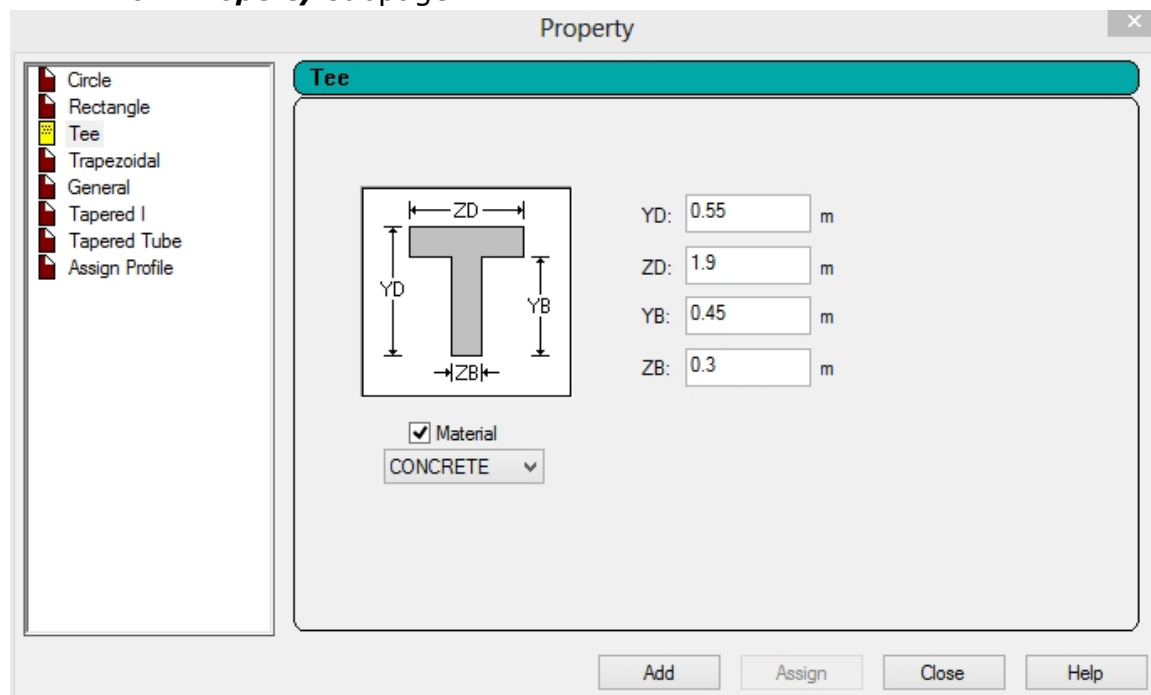 Property
Circle
Rectangle
Tee
Trapezoidal
General
Tapered I
Tapered Tube
Assign Profile
Tee
ZD
YD
YB
ZB
Material
CONCRETE
YD: 0.55 m
ZD: 1.9 m
YB: 0.45 m
ZB: 0.3 m
Add Assign Close Help